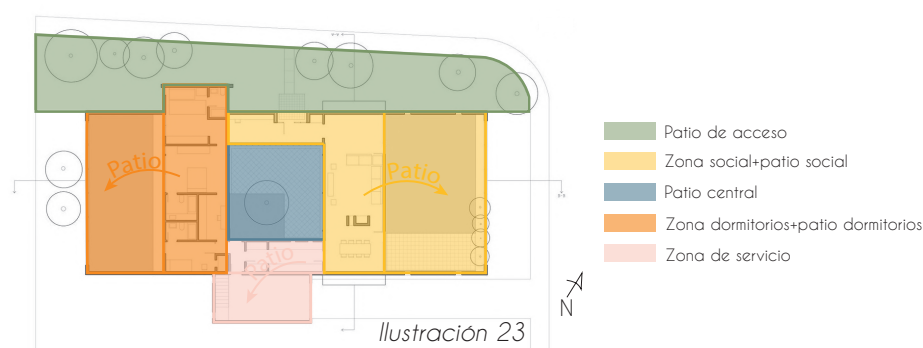 Patio
Patio
Patio
Patio de acceso
Zona social+patio social
Patio central
Zona dormitorios+patio dormitorios
Zona de servicio
N
Ilustración 23